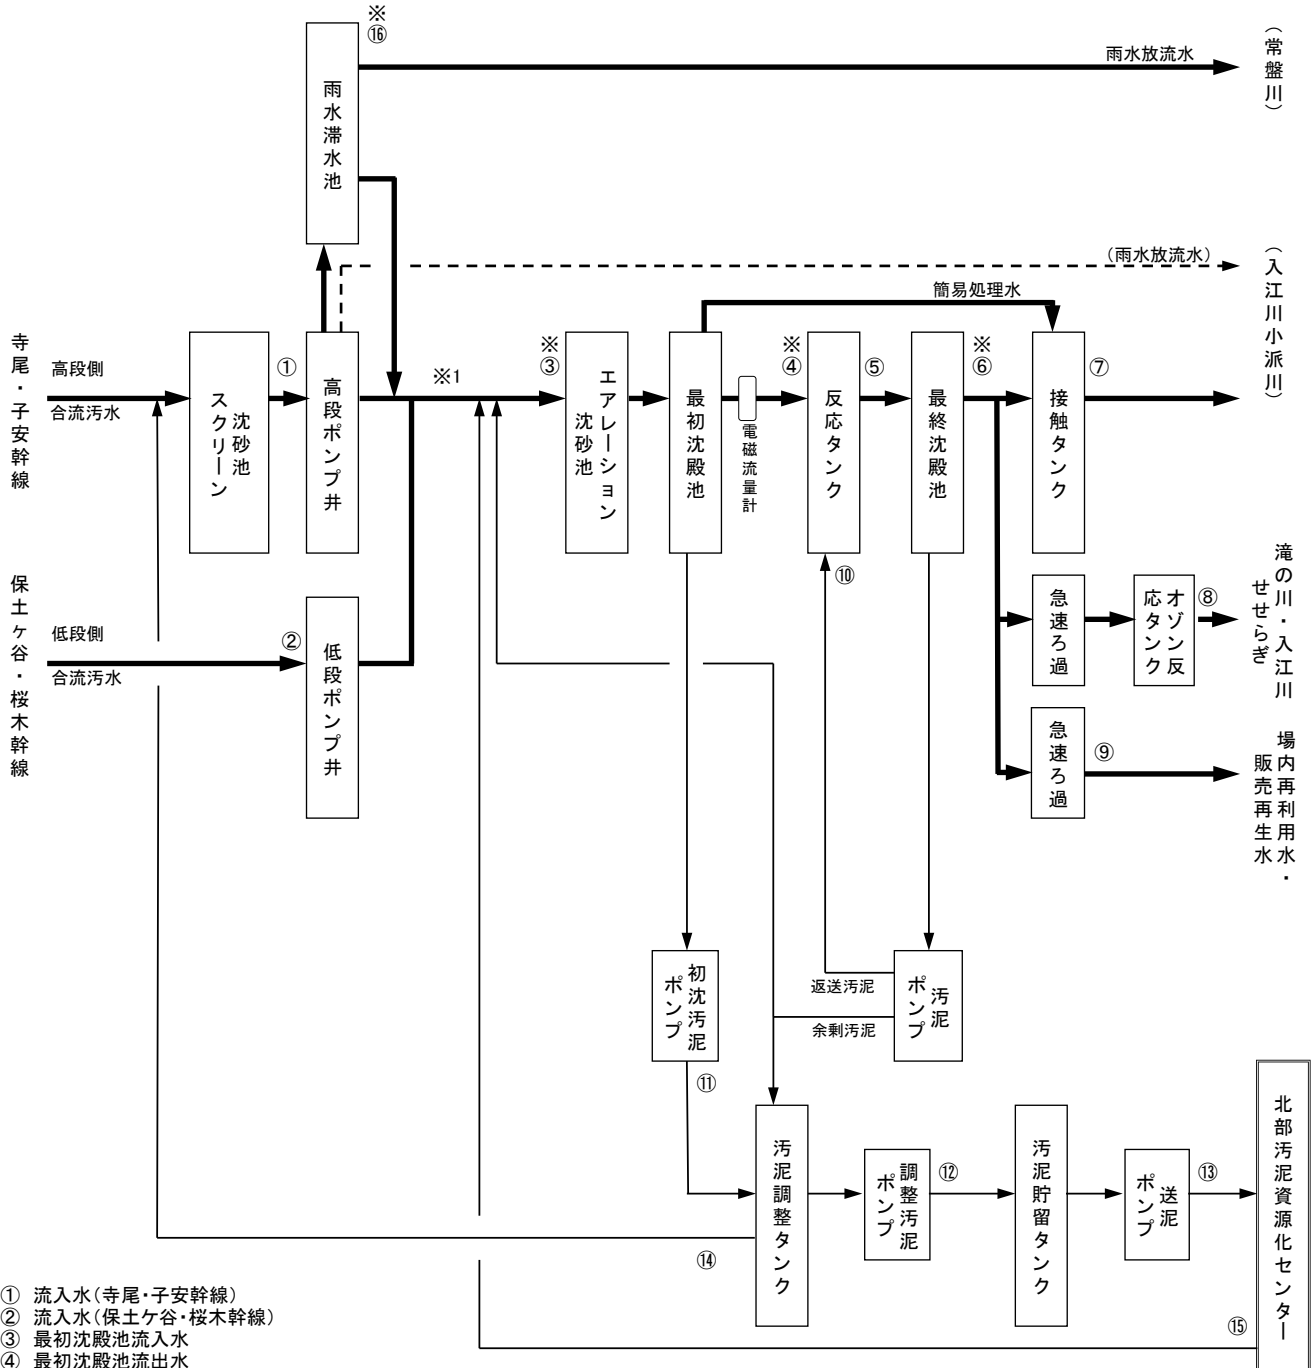 ※
⑯
雨水滞水池
雨水放流水
（常盤川）
(雨水放流水)
（入江川小派川）
簡易処理水
寺尾・子安幹線
高段側
合流汚水
沈砂池
スクリーン
①
高段ポンプ井
※1
※
③
エアレーション
沈砂池
最初沈殿池
電磁流量計
※
④
反応タンク
⑤
最終沈殿池
※
⑥
接触タンク
⑦
保土ヶ谷・桜木幹線
低段側
合流汚水
②
低段ポンプ井
⑩
急速ろ過
オゾン反
応タンク
⑧
滝の川・入江川
せせらぎ
急速ろ過
⑨
場内再利用水・
販売再生水
初沈汚泥
ポンプ
返送汚泥
余剰汚泥
汚泥
ポンプ
⑪
汚泥調整タンク
調整汚泥
ポンプ
⑫
汚泥貯留タンク
送泥
ポンプ
⑬
北部汚泥資源化センター
⑭
⑮
① 流入水(寺尾・子安幹線)
② 流入水(保土ケ谷・桜木幹線)
③ 最初沈殿池流入水
④ 最初沈殿池流出水